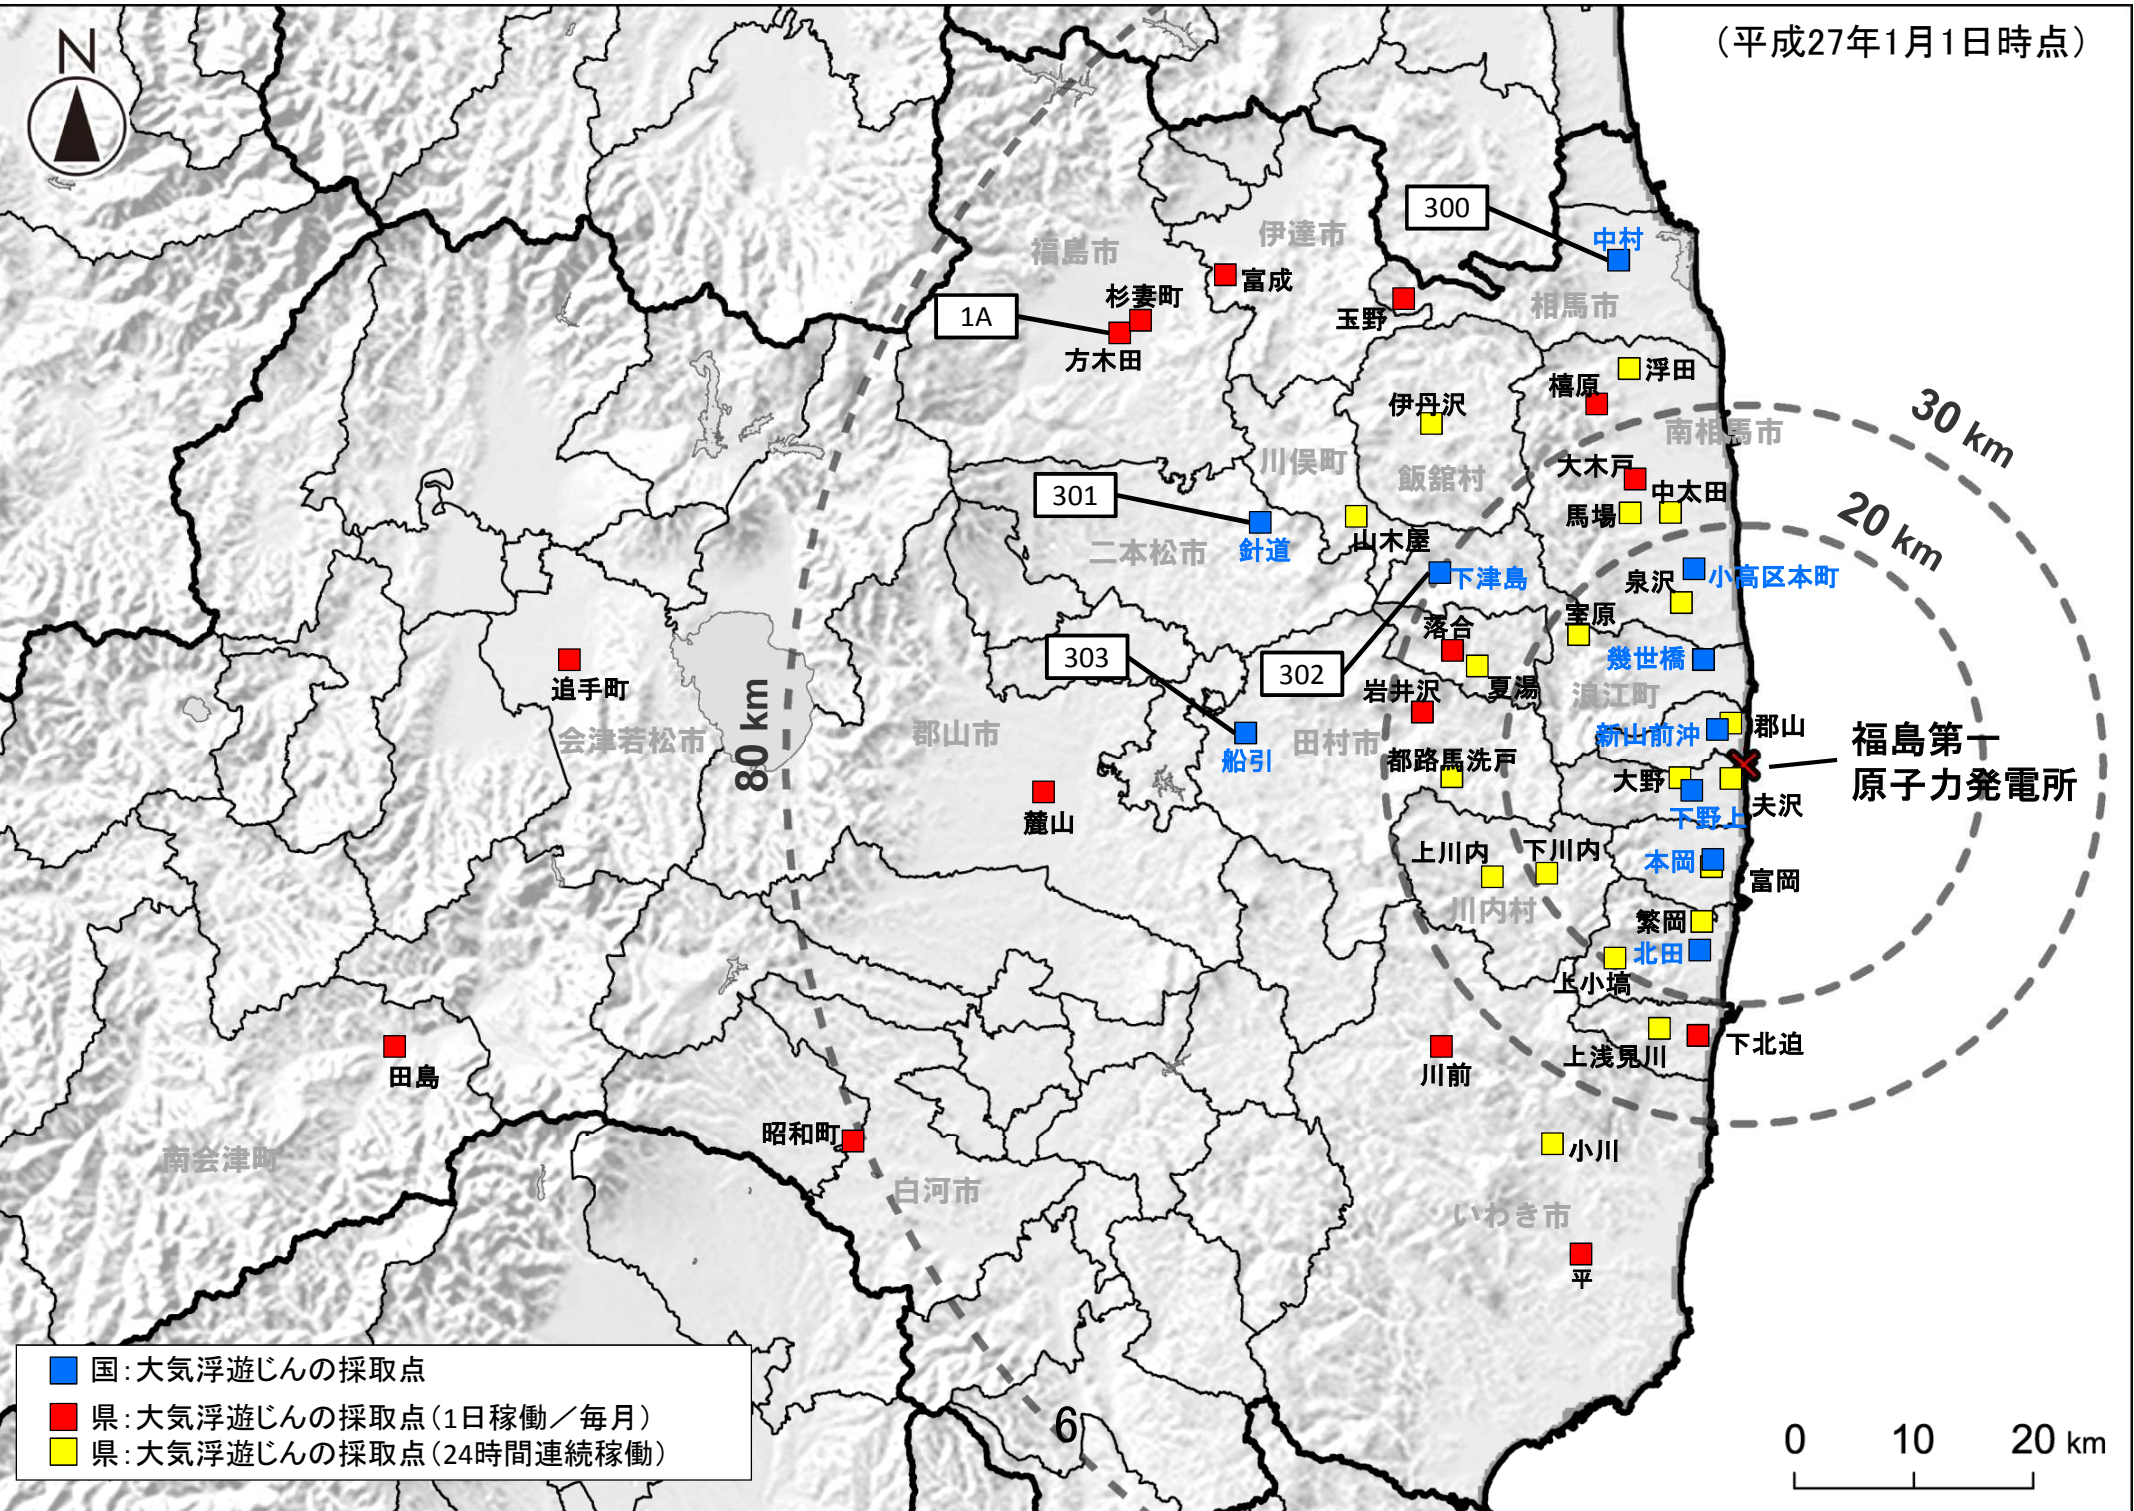 (平成27年1月1日時点)
N
300
中村
伊達市
福島市
富成
杉妻町
1A
玉野
相馬市
方木田
浮田
橲原
伊丹沢
30 km
南相馬市
川俣町
飯舘村
大木戸
中太田
301
馬場
20 km
山木屋
針道
二本松市
下津島
小高区本町
泉沢
室原
落合
303
302
幾世橋
夏湯
岩井沢
浪江町
追手町
80 km
会津若松市
郡山市
田村市
船引
新山前沖
郡山
福島第一
原子力発電所
都路馬洗戸
大野
夫沢
下野上
麓山
上川内
下川内
本岡
富岡
川内村
繁岡
北田
上小塙
上浅見川
下北迫
田島
川前
昭和町
小川
南会津町
白河市
いわき市
平
国:大気浮遊じんの採取点
県:大気浮遊じんの採取点(1日稼働/毎月)
県:大気浮遊じんの採取点(24時間連続稼働)
6
0 10 20 km